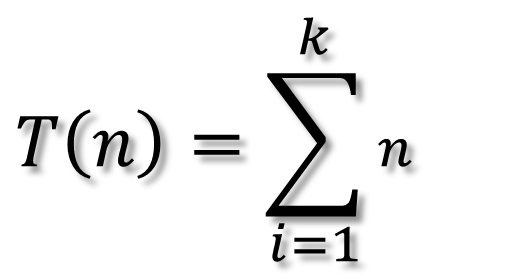 k
T(n) = ∑ n
i=1